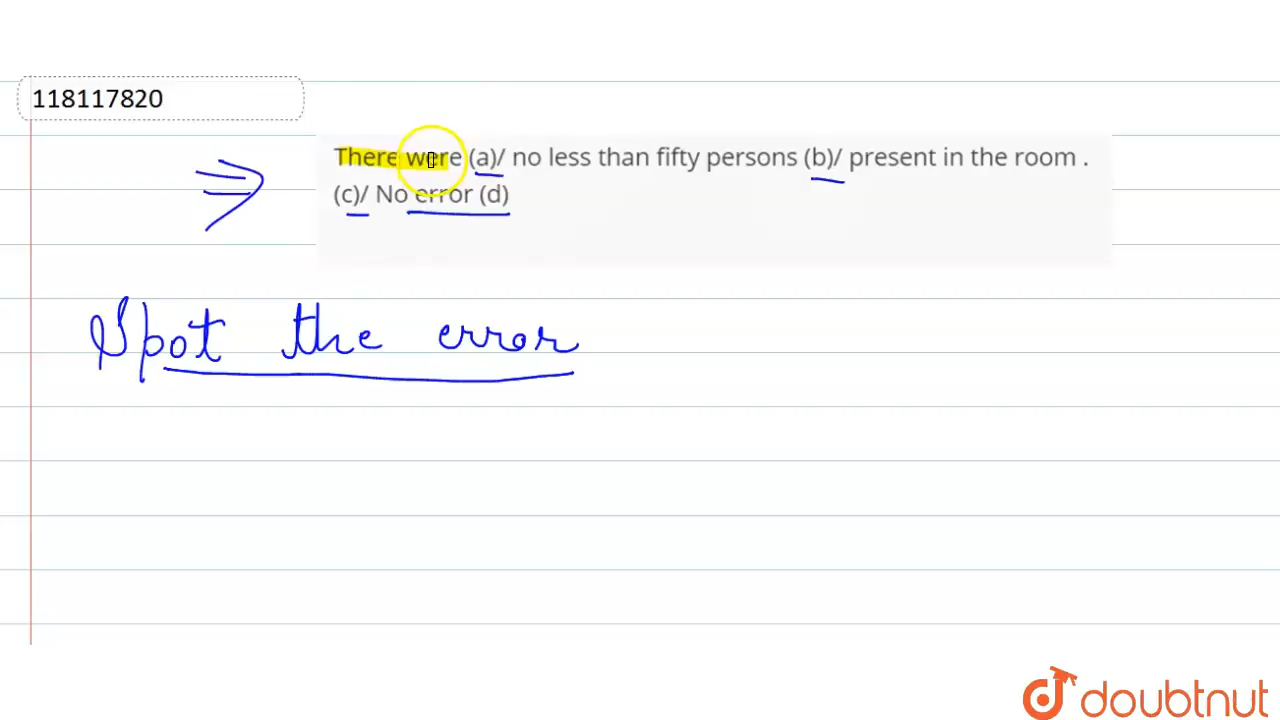 118117820
There were (a)/ no less than fifty persons (b)/ present in the room .
(c)/ No error (d)
Spot the error
doubtnut